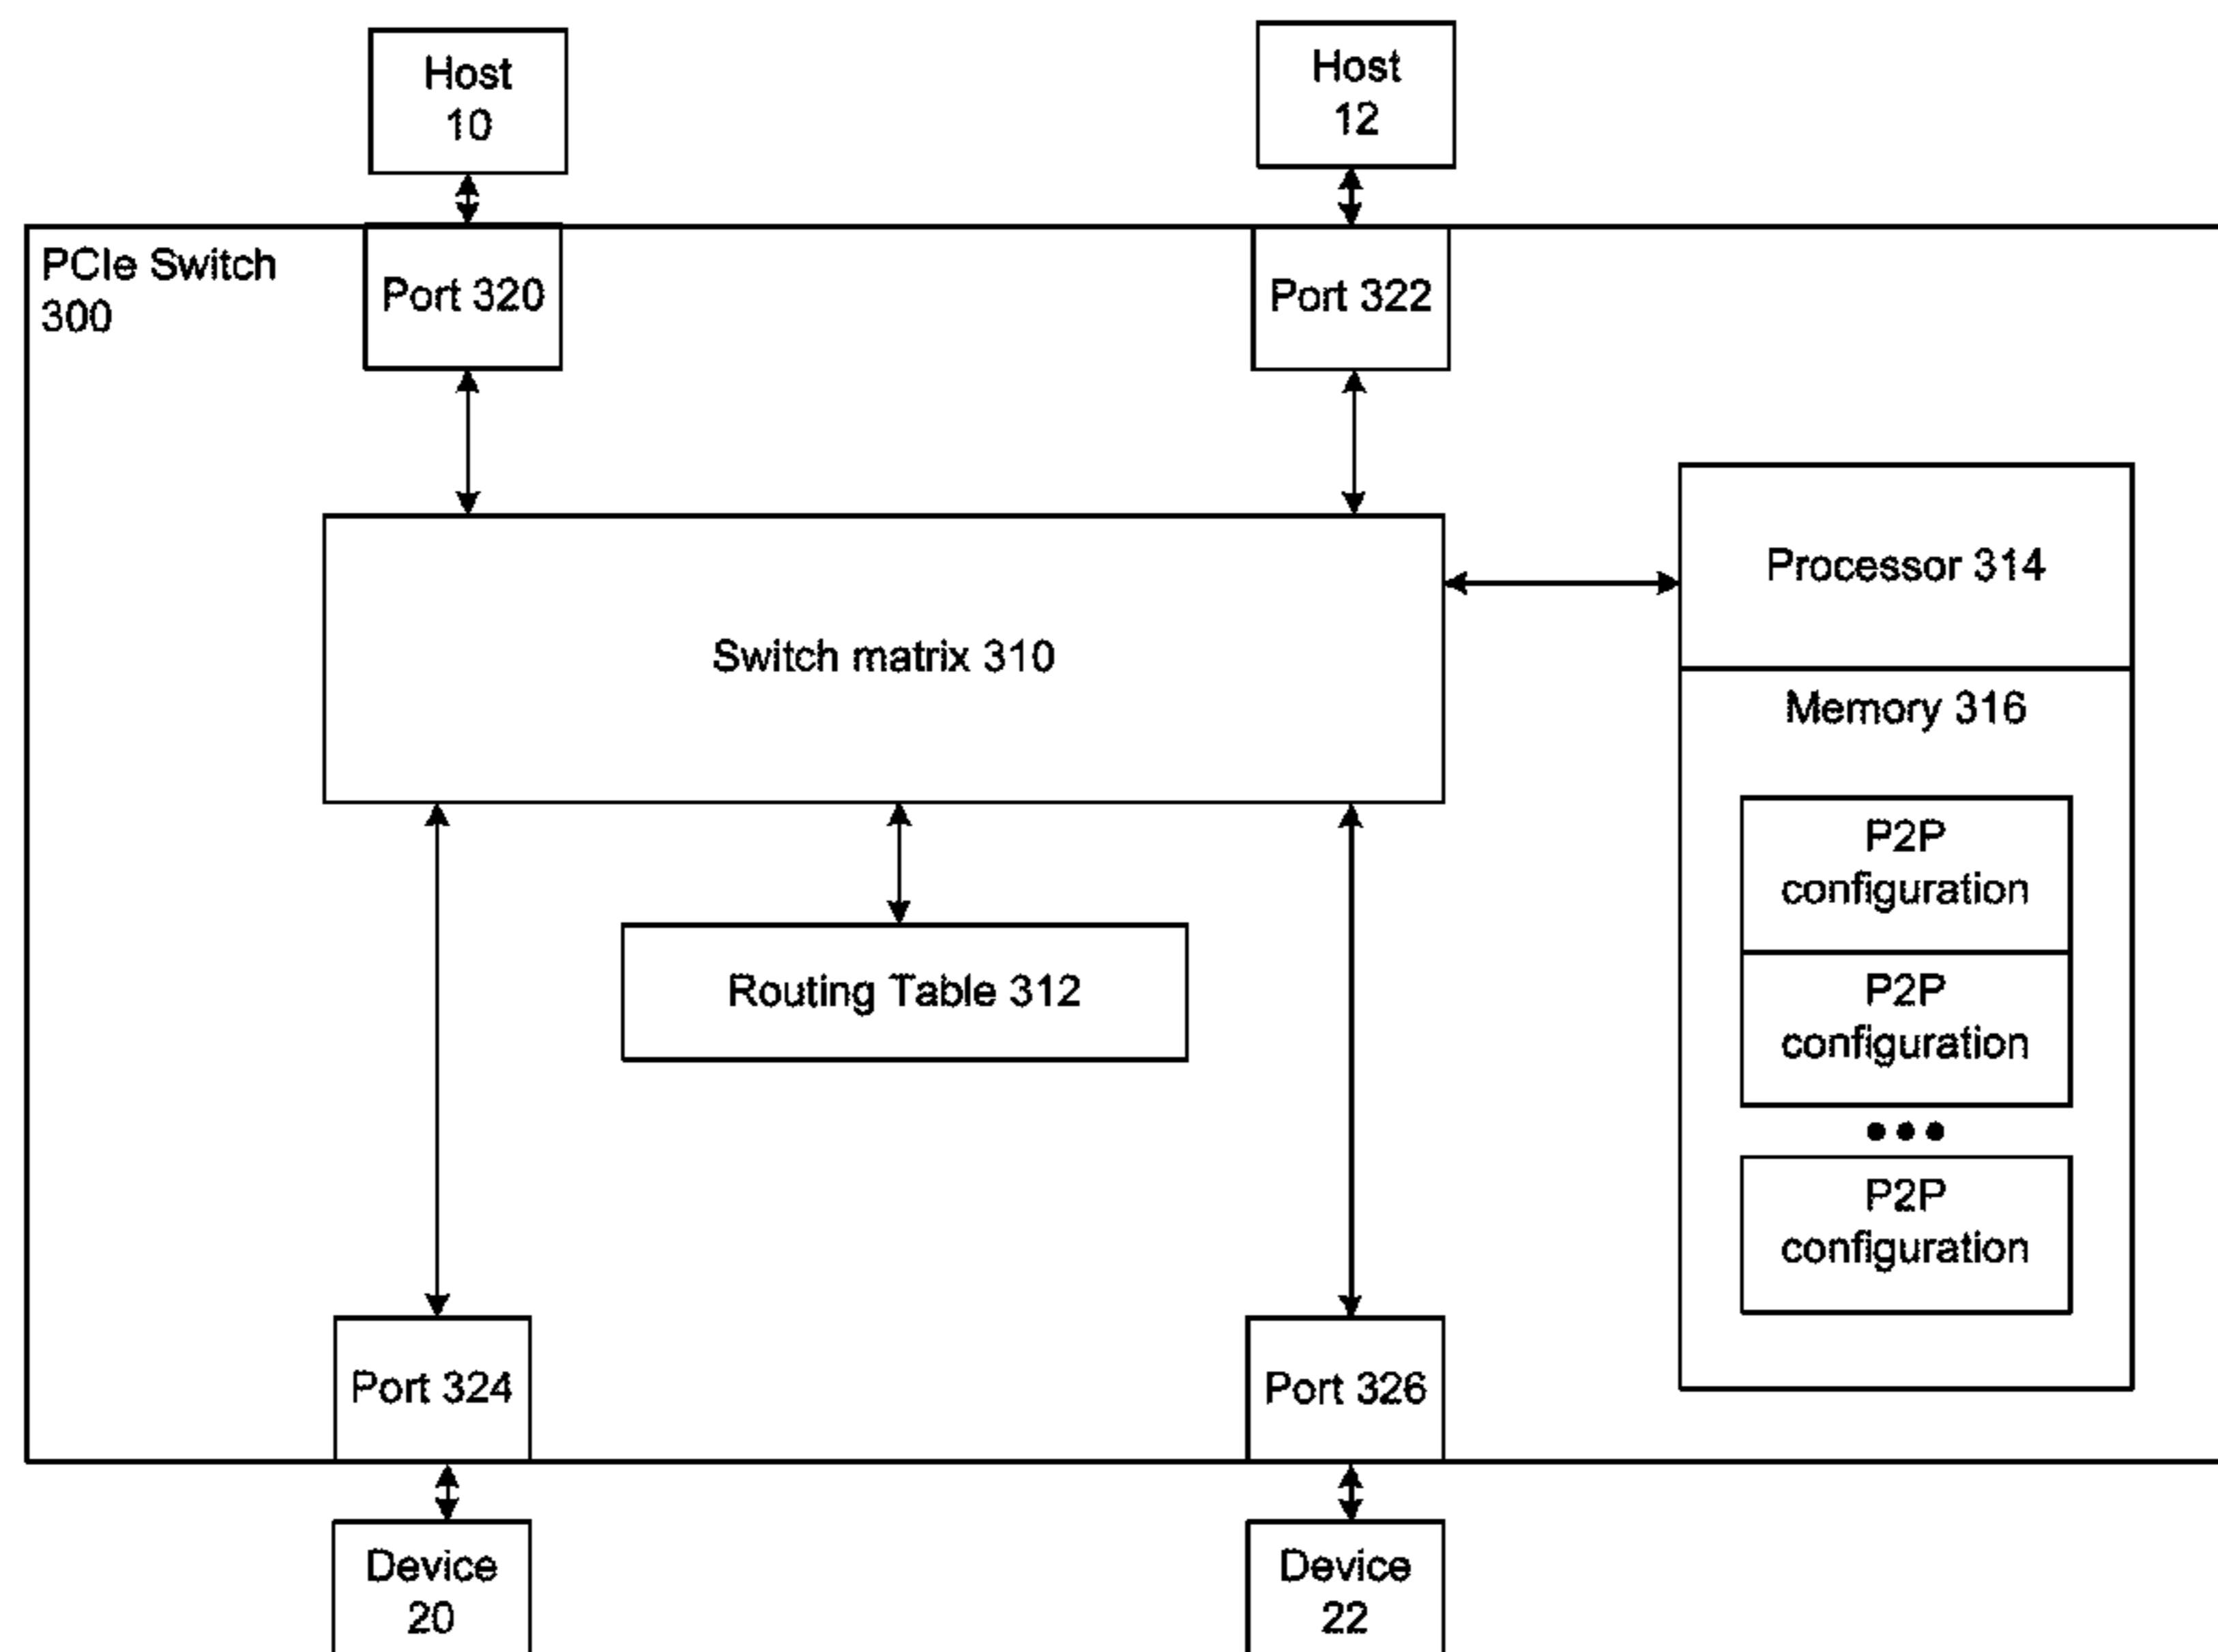 Host
10
Host
12
PCIe Switch
300
Port 320
Port 322
Processor 314
Switch matrix 310
Memory 316
P2P
configuration
Routing Table 312
P2P
configuration
•••
P2P
configuration
Port 324
Port 326
Device
20
Device
22